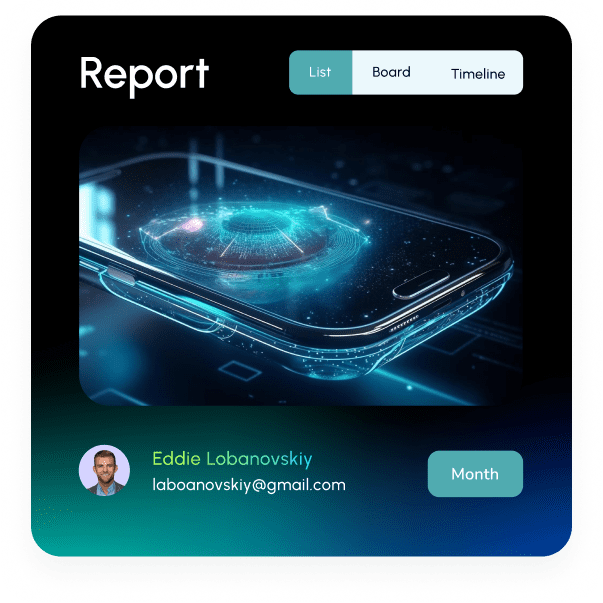 Report
List
Board
Timeline
Eddie Lobanovskiy
laboanovskiy@gmail.com
Month